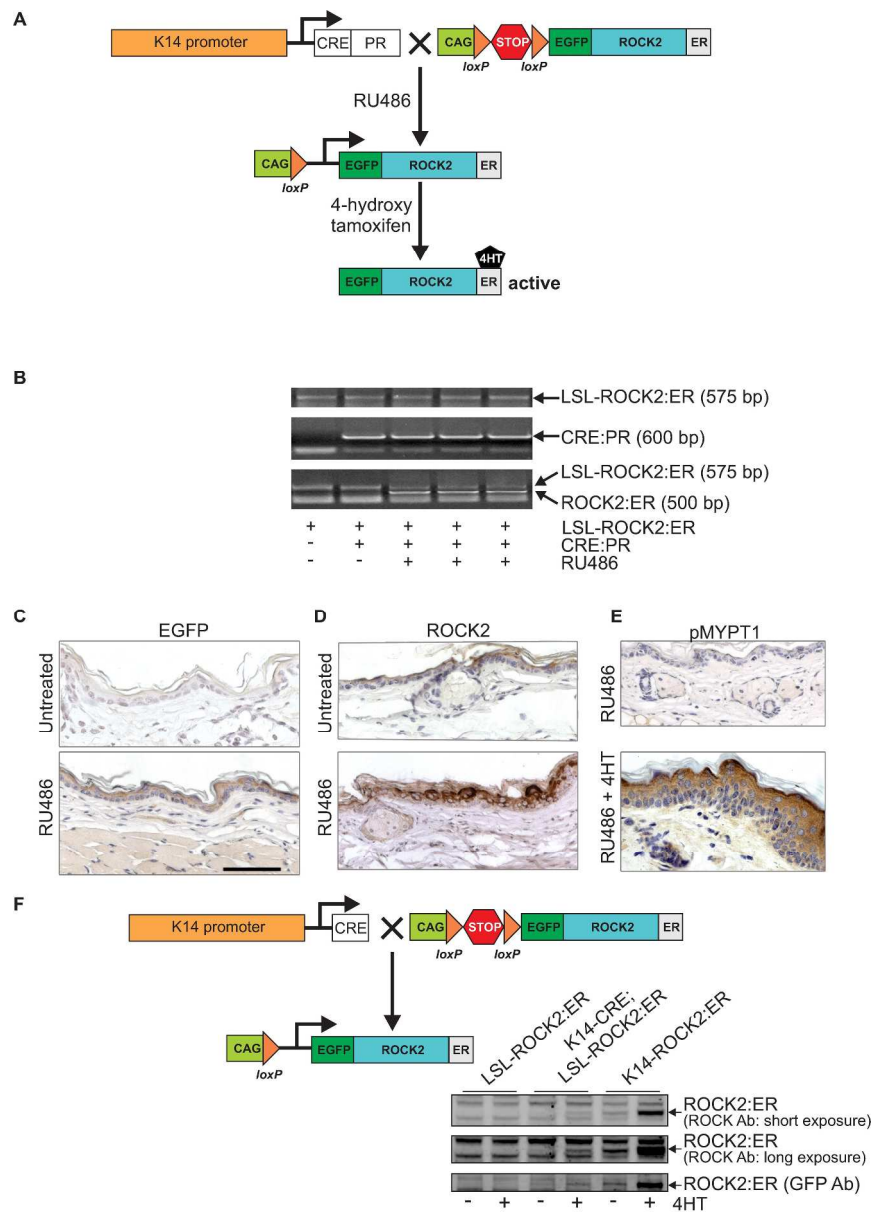 A
K14 promoter
CRE
PR
CAG
STOP
EGFP
ROCK2
ER
loxP
loxP
RU486
CAG
EGFP
ROCK2
ER
loxP
4-hydroxy
tamoxifen
4HT
EGFP
ROCK2
ER
active
B
LSL-ROCK2:ER (575 bp)
CRE:PR (600 bp)
LSL-ROCK2:ER (575 bp)
ROCK2:ER (500 bp)
+ + + + + LSL-ROCK2:ER
- + + + + CRE:PR
- - + + + RU486
C
EGFP
Untreated
RU486
D
ROCK2
Untreated
RU486
E
pMYPT1
RU486
RU486 + 4HT
F
K14 promoter
CRE
CAG
STOP
EGFP
ROCK2
ER
loxP
loxP
CAG
EGFP
ROCK2
ER
loxP
LSL-ROCK2:ER
K14-CRE;
LSL-ROCK2:ER
K14-ROCK2:ER
ROCK2:ER
(ROCK Ab: short exposure)
ROCK2:ER
(ROCK Ab: long exposure)
ROCK2:ER (GFP Ab)
- + - + - + 4HT